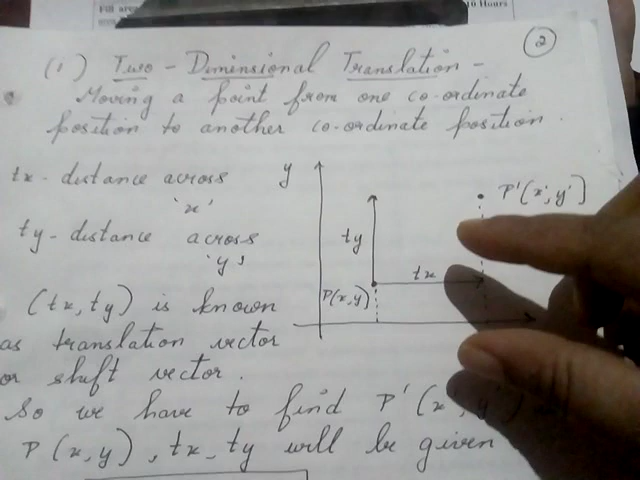 Fill
10 Hours
2
(1) Two-Diminsional Translation-
Moving a point from one co-ordinate
position to another co-ordinate position.
tx- distance across
'x'
ty- distance across
'y'
(tx, ty) is known
as translation vector
or shift vector.
So we have to find P'(x', y')
P(x,y), tx, ty will be given
y
ty
tx
P(x,y)
P'(x', y')